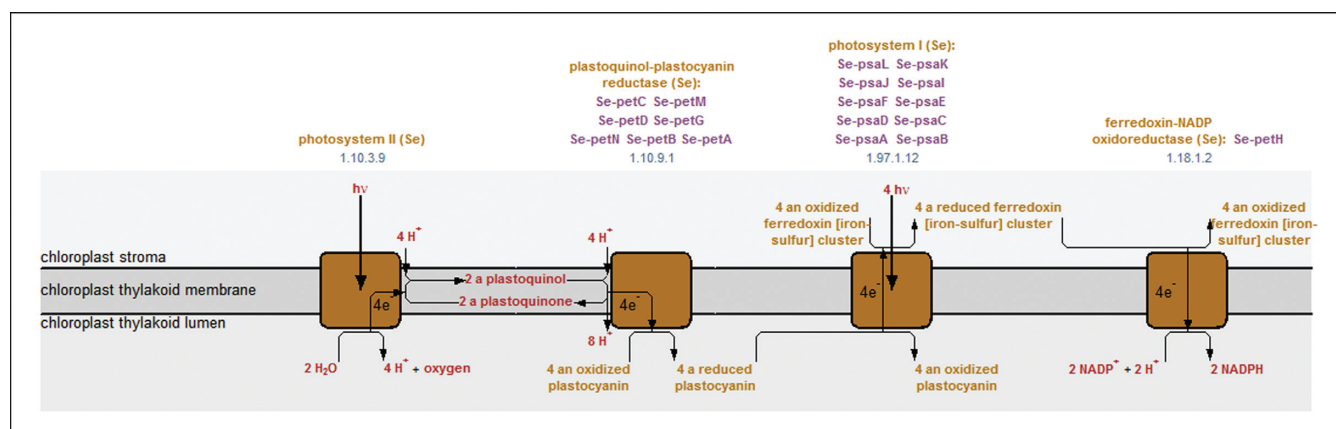 photosystem I (Se):
Se-psaL Se-psaK
Se-psaJ Se-psaI
Se-psaF Se-psaE
Se-psaD Se-psaC
Se-psaA Se-psaB
1.97.1.12
plastoquinol-plastocyanin
reductase (Se):
Se-petC Se-petM
Se-petD Se-petG
Se-petN Se-petB Se-petA
1.10.9.1
photosystem II (Se)
1.10.3.9
ferredoxin-NADP
oxidoreductase (Se): Se-petH
1.18.1.2
hν
4 hν
4 an oxidized
ferredoxin [iron-
sulfur] cluster
4 a reduced ferredoxin
[iron-sulfur] cluster
4 an oxidized
ferredoxin [iron-
sulfur] cluster
4 H+
4 H+
chloroplast stroma
chloroplast thylakoid membrane
chloroplast thylakoid lumen
2 a plastoquinol
2 a plastoquinone
4e-
4e-
4e-
4e-
8 H+
2 H2O
4 H+ + oxygen
4 an oxidized
plastocyanin
4 a reduced
plastocyanin
4 an oxidized
plastocyanin
2 NADP+ + 2 H+
2 NADPH